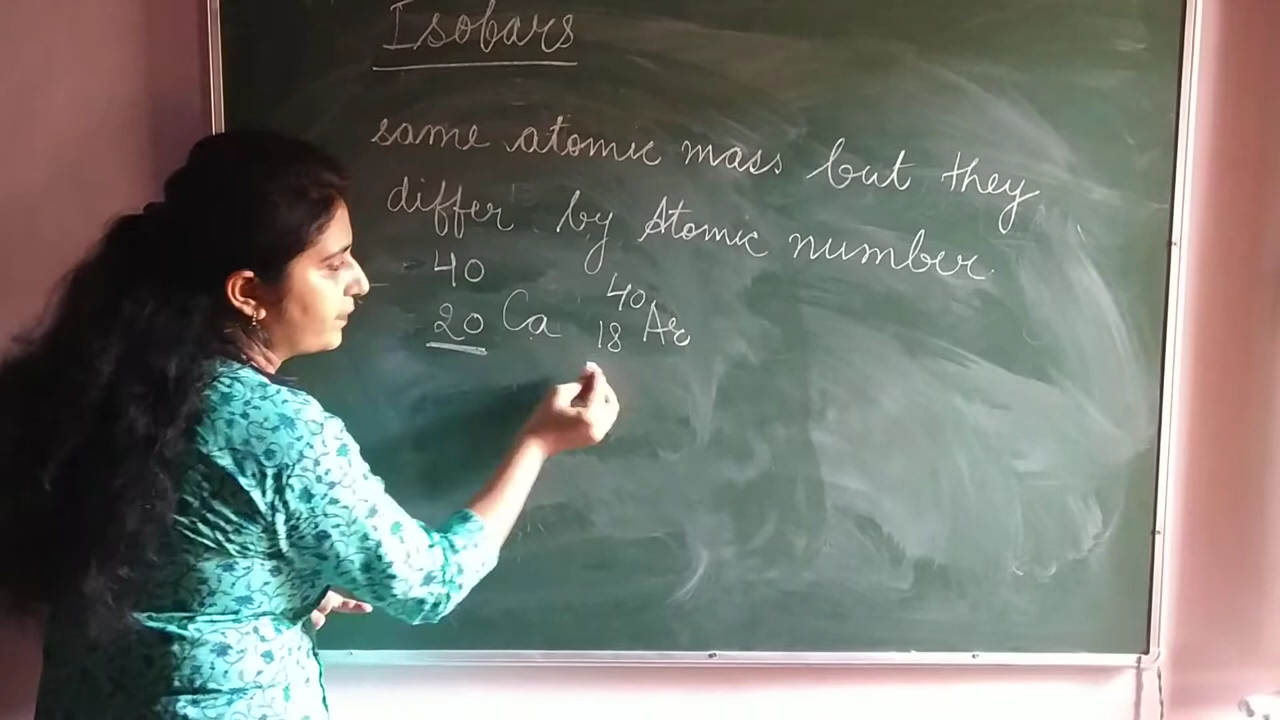 Isobars
same atomic mass but they
differ by Atomic number.
40 40
20 Ca 18 Ar